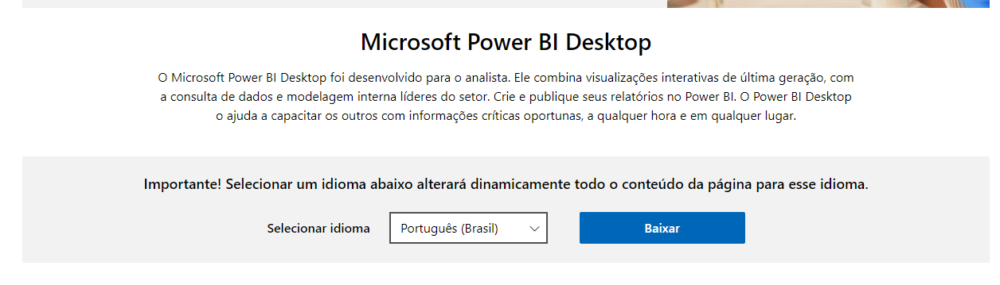 Microsoft Power BI Desktop
O Microsoft Power BI Desktop foi desenvolvido para o analista. Ele combina visualizações interativas de última geração, com
a consulta de dados e modelagem interna líderes do setor. Crie e publique seus relatórios no Power BI. O Power BI Desktop
o ajuda a capacitar os outros com informações críticas oportunas, a qualquer hora e em qualquer lugar.
Importante! Selecionar um idioma abaixo alterará dinamicamente todo o conteúdo da página para esse idioma.
Selecionar idioma
Português (Brasil)
Baixar